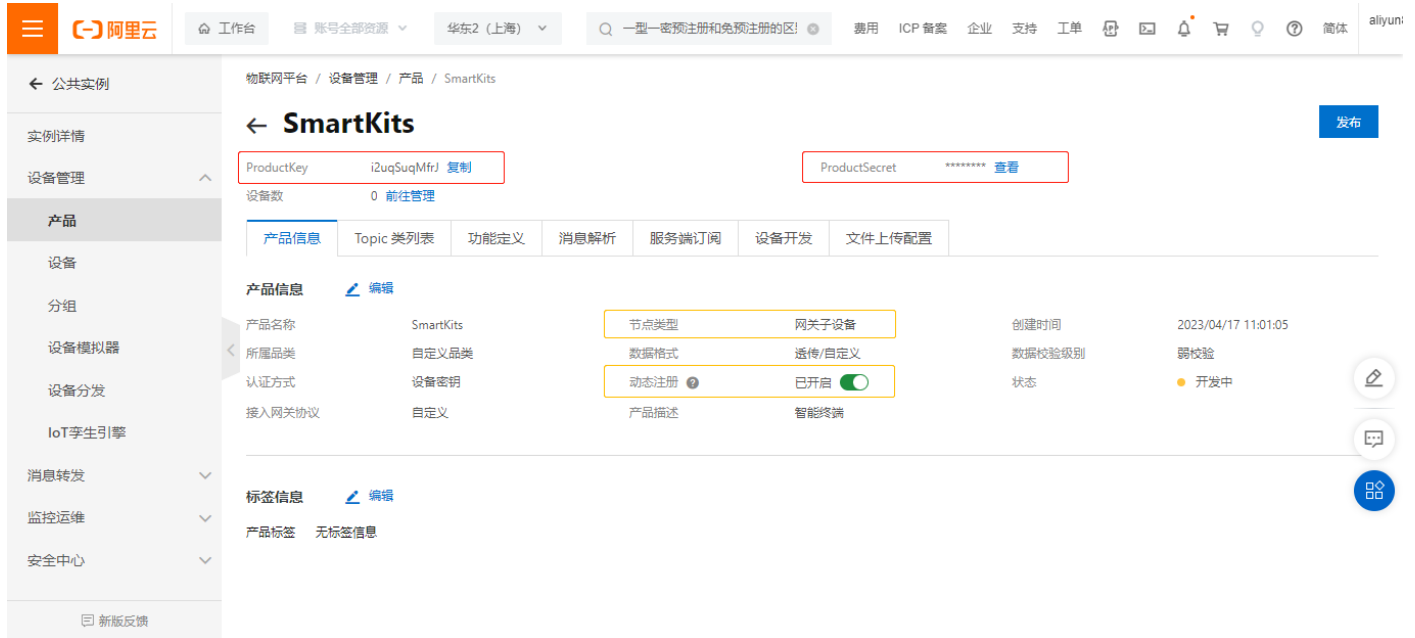 阿里云 工作台 账号全部资源 华东2（上海） 一型一密预注册和免预注册的区 费用 ICP 备案 企业 支持 工单 简体 aliyun
公共实例
实例详情
设备管理
产品
设备
分组
设备模拟器
设备分发
IoT孪生引擎
消息转发
监控运维
安全中心
新版反馈
物联网平台 / 设备管理 / 产品 / SmartKits
SmartKits 发布
ProductKey i2uqSuqMfrJ 复制 ProductSecret ******** 查看
设备数 0 前往管理
产品信息 Topic 类列表 功能定义 消息解析 服务端订阅 设备开发 文件上传配置
产品信息 编辑
产品名称 SmartKits 节点类型 网关子设备 创建时间 2023/04/17 11:01:05
所属品类 自定义品类 数据格式 透传/自定义 数据校验级别 弱校验
认证方式 设备密钥 动态注册 已开启 状态 开发中
接入网关协议 自定义 产品描述 智能终端
标签信息 编辑
产品标签 无标签信息